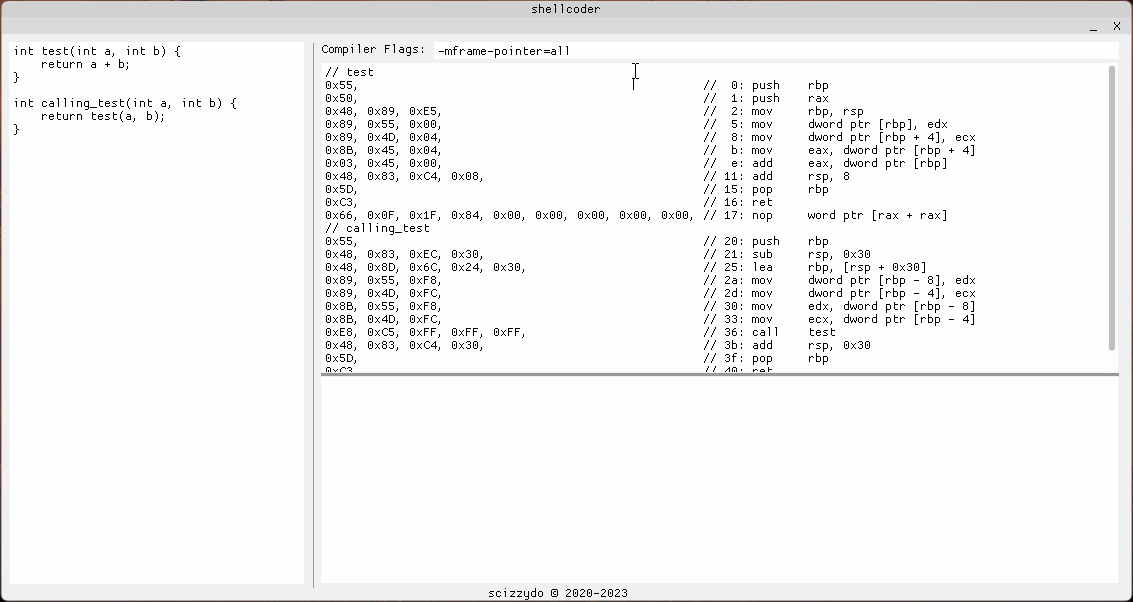 shellcoder
_ X
int test(int a, int b) {
    return a + b;
}
int calling_test(int a, int b) {
    return test(a, b);
}
Compiler Flags: -mframe-pointer=all
// test
0x55, // 0: push rbp
0x50, // 1: push rax
0x48, 0x89, 0xE5, // 2: mov rbp, rsp
0x89, 0x55, 0x00, // 5: mov dword ptr [rbp], edx
0x89, 0x4D, 0x04, // 8: mov dword ptr [rbp + 4], ecx
0x8B, 0x45, 0x04, // b: mov eax, dword ptr [rbp + 4]
0x03, 0x45, 0x00, // e: add eax, dword ptr [rbp]
0x48, 0x83, 0xC4, 0x08, // 11: add rsp, 8
0x5D, // 15: pop rbp
0xC3, // 16: ret
0x66, 0x0F, 0x1F, 0x84, 0x00, 0x00, 0x00, 0x00, 0x00, // 17: nop word ptr [rax + rax]
// calling_test
0x55, // 20: push rbp
0x48, 0x83, 0xEC, 0x30, // 21: sub rsp, 0x30
0x48, 0x8D, 0x6C, 0x24, 0x30, // 25: lea rbp, [rsp + 0x30]
0x89, 0x55, 0xF8, // 2a: mov dword ptr [rbp - 8], edx
0x89, 0x4D, 0xFC, // 2d: mov dword ptr [rbp - 4], ecx
0x8B, 0x55, 0xF8, // 30: mov edx, dword ptr [rbp - 8]
0x8B, 0x4D, 0xFC, // 33: mov ecx, dword ptr [rbp - 4]
0xE8, 0xC5, 0xFF, 0xFF, 0xFF, // 36: call test
0x48, 0x83, 0xC4, 0x30, // 3b: add rsp, 0x30
0x5D, // 3f: pop rbp
0xC3, // 40: ret
scizzydo © 2020-2023